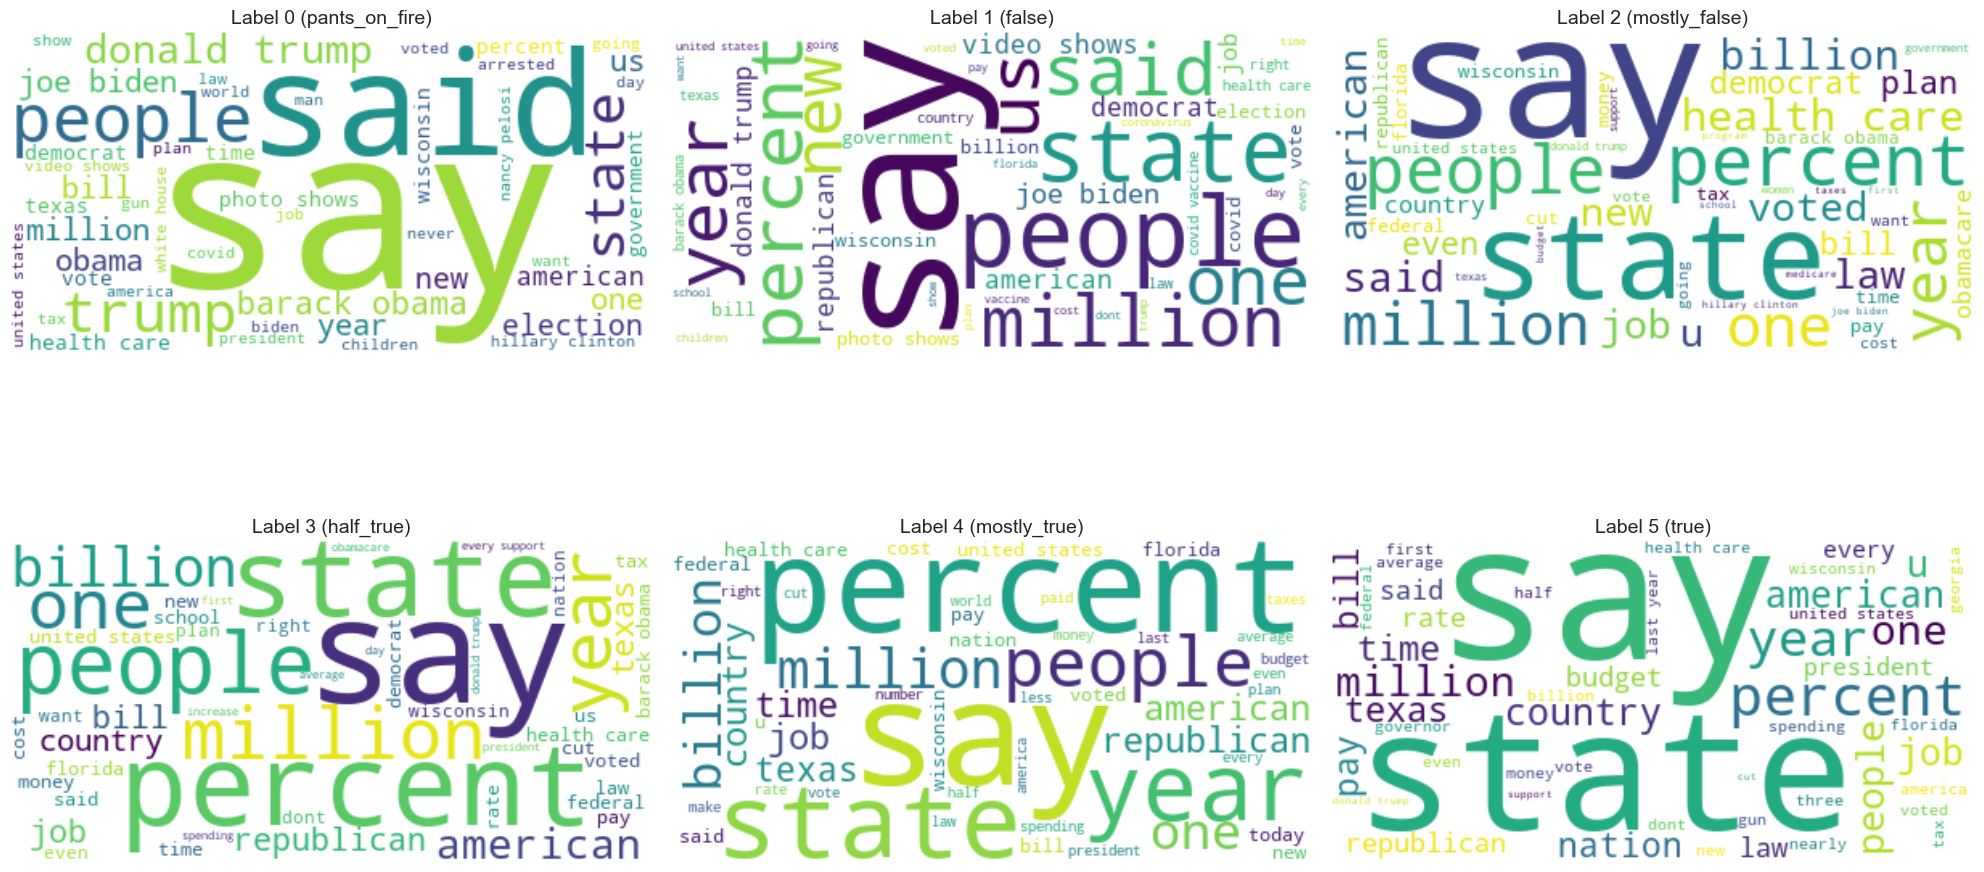 Label 0 (pants_on_fire)
show
donald trump
voted
percent
going
arrested
us
joe biden
law
world
day
people
said
man
wisconsin
nancy pelosi
state
government
democrat
plan
time
video shows
bill
photo shows
texas
gun
job
million
white house
say
never
covid
united states
obama
want
vote
new
american
america
trump
barack obama
one
tax
biden
year
election
health care
president
children
hillary clinton
Label 1 (false)
united states
going
voted
video shows
time
want
percent
say
pay
us
said
job
right
texas
donald trump
new
health care
country
democrat
election
coronavirus
year
government
billion
state
vote
florida
barack obama
republican
joe biden
covid vaccine
covid
day
every
wisconsin
people
american
law
one
school
show
vaccine
cost
dont
trump
bill
plan
million
children
photo shows
Label 2 (mostly_false)
american
republican
say
billion
government
wisconsin
florida
money
support
democrat
plan
health care
program
barack obama
united states
donald trump
people
percent
vote
tax
women
taxes
first
country
school
voted
federal
cut
new
want
year
obamacare
even
budget
state
bill
said
texas
going
medicare
law
hillary clinton
time
joe biden
million
job
u
one
pay
cost
Label 3 (half_true)
billion
state
obamacare
every support
nation
year
tax
one
new
first
school
texas
barack obama
united states
plan
right
say
democrat
donald trump
day
people
average
wisconsin
cost
want
bill
increase
million
us
health care
country
president
cut
voted
florida
money
percent
law
said
rate
federal
dont
pay
job
spending
republican
even
time
american
Label 4 (mostly_true)
health care
cost
united states
florida
federal
percent
billion
right
cut
world
paid
taxes
pay
country
nation
money
last
average
million
people
budget
even
number
less
voted
plan
time
wisconsin
say
american
u
job
republican
texas
america
every
rate
vote
half
year
make
state
law
spending
said
one
today
bill
president
new
Label 5 (true)
first
health care
every
bill
average
say
u
federal
wisconsin
georgia
said
half
last year
american
rate
united states
time
year
one
budget
president
million
billion
percent
texas
country
governor
spending
florida
pay
state
people
even
job
money
vote
cut
donald trump
support
three
america
voted
dont
gun
tax
republican
nation
new
law
nearly